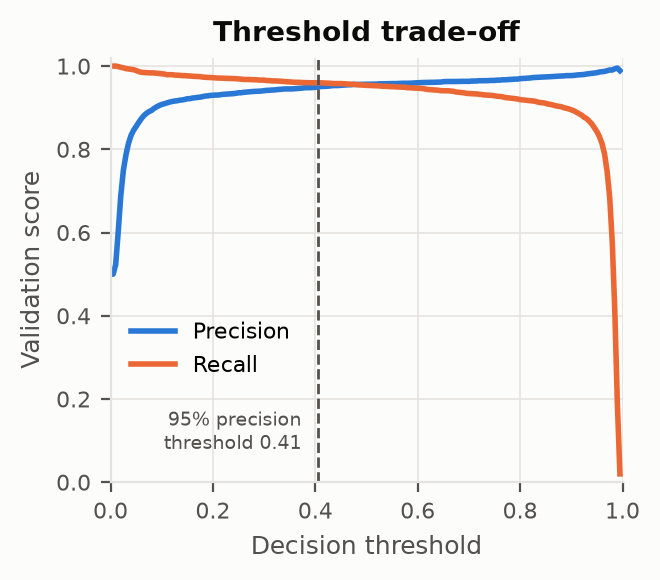 Threshold trade-off
Validation score
1.0
0.8
0.6
0.4
0.2
0.0
Precision
Recall
95% precision
threshold 0.41
0.0 0.2 0.4 0.6 0.8 1.0
Decision threshold